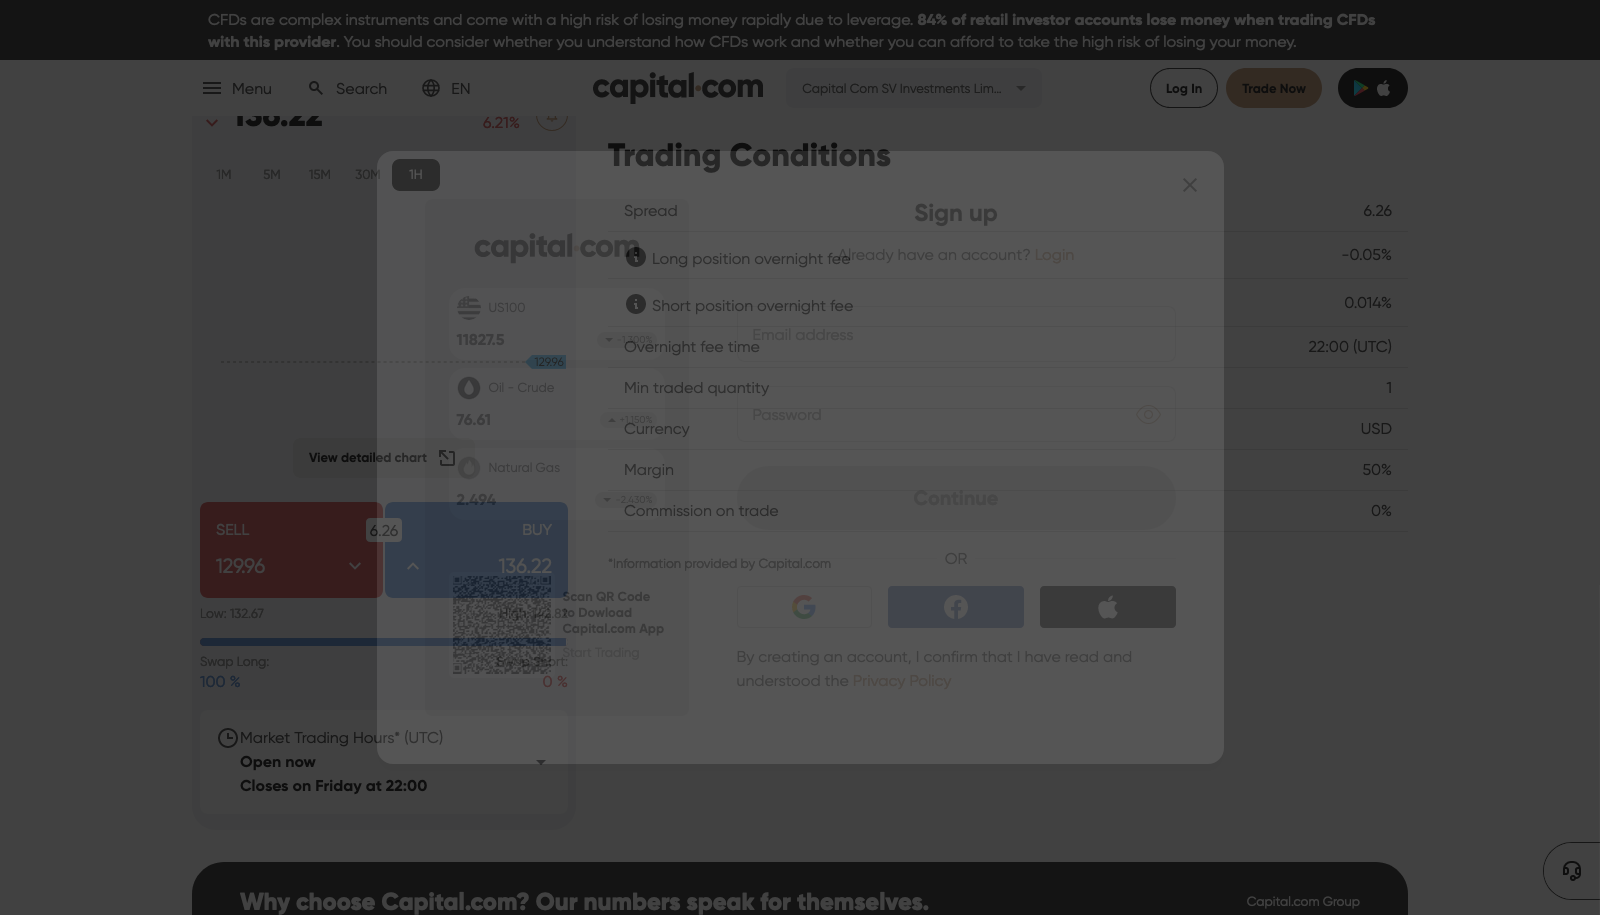 CFDs are complex instruments and come with a high risk of losing money rapidly due to leverage. 84% of retail investor accounts lose money when trading CFDs
with this provider. You should consider whether you understand how CFDs work and whether you can afford to take the high risk of losing your money.
Menu
Search
EN
capital.com
Capital Com SV Investments Lim...
Log In
Trade Now
136.22
6.21%
1M
5M
15M
30M
1H
129.96
View detailed chart
SELL
129.96
6.26
BUY
136.22
Low: 132.67
Swap Long:
100 %
0 %
Market Trading Hours* (UTC)
Open now
Closes on Friday at 22:00
Trading Conditions
Spread
6.26
Long position overnight fee
-0.05%
Short position overnight fee
0.014%
Overnight fee time
22:00 (UTC)
Min traded quantity
1
Currency
USD
Margin
50%
Commission on trade
0%
*Information provided by Capital.com
capital.com
US100
11827.5
Oil - Crude
76.61
+1.150%
Natural Gas
2.494
-2.430%
Scan QR Code
to Dowload
Capital.com App
Start Trading
Sign up
Already have an account? Login
Email address
Password
Continue
OR
By creating an account, I confirm that I have read and
understood the Privacy Policy
Why choose Capital.com? Our numbers speak for themselves.
Capital.com Group